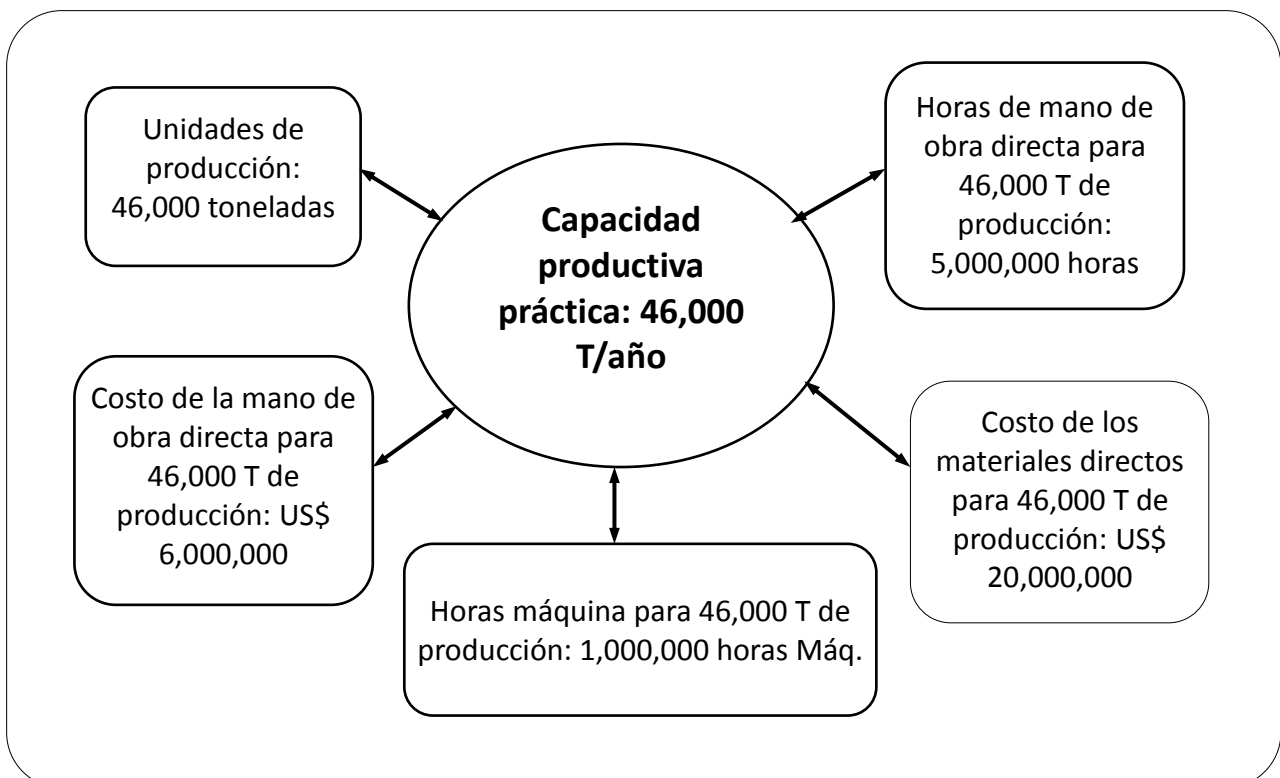 Unidades de
producción:
46,000 toneladas
Horas de mano de
obra directa para
46,000 T de
producción:
5,000,000 horas
Capacidad
productiva
práctica: 46,000
T/año
Costo de la mano de
obra directa para
46,000 T de
producción: US$
6,000,000
Costo de los
materiales directos
para 46,000 T de
producción: US$
20,000,000
Horas máquina para 46,000 T de
producción: 1,000,000 horas Máq.